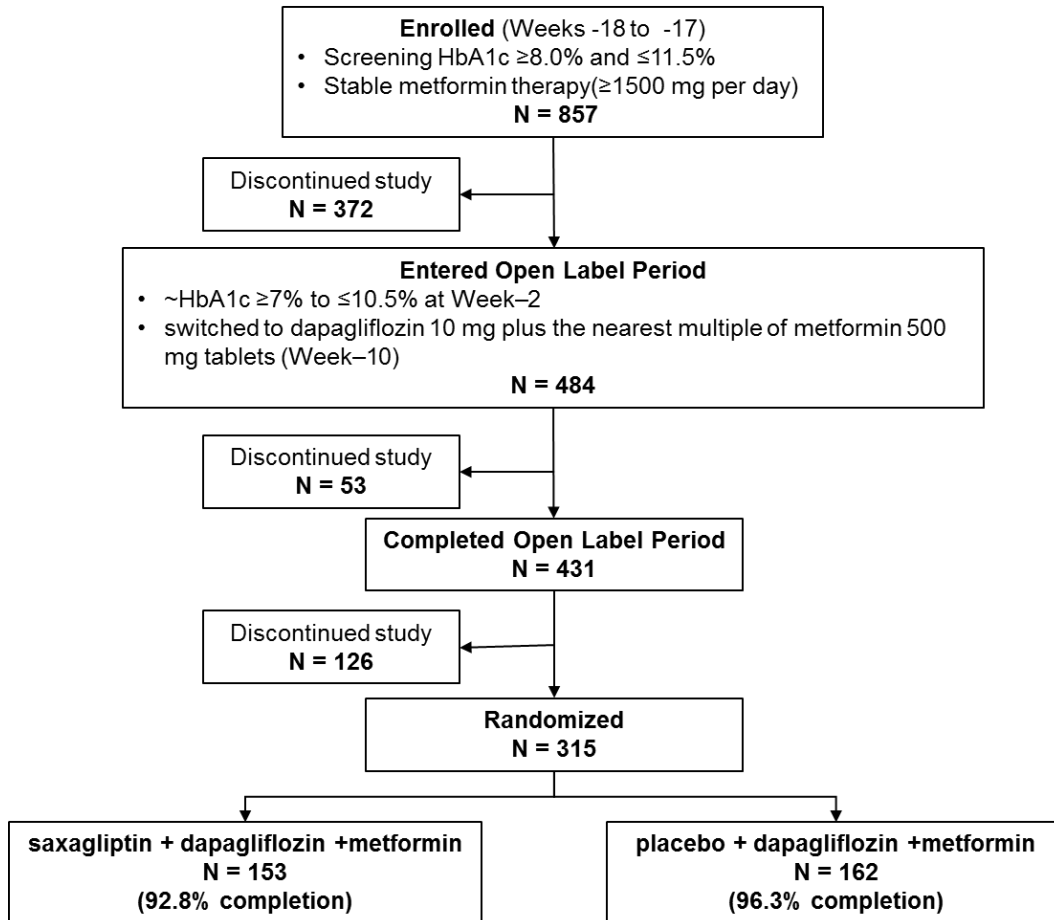 Enrolled (Weeks -18 to -17)
• Screening HbA1c ≥8.0% and ≤11.5%
• Stable metformin therapy(≥1500 mg per day)
N = 857
Discontinued study
N = 372
Entered Open Label Period
• ~HbA1c ≥7% to ≤10.5% at Week–2
• switched to dapagliflozin 10 mg plus the nearest multiple of metformin 500
mg tablets (Week–10)
N = 484
Discontinued study
N = 53
Completed Open Label Period
N = 431
Discontinued study
N = 126
Randomized
N = 315
saxagliptin + dapagliflozin +metformin
N = 153
(92.8% completion)
placebo + dapagliflozin +metformin
N = 162
(96.3% completion)